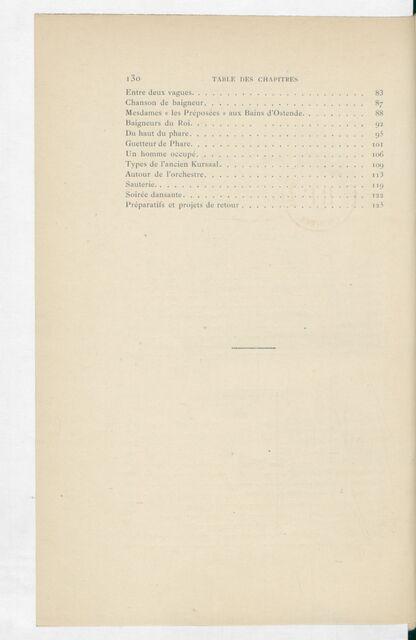 130 TABLE DES CHAPITRES
Entre deux vagues. . . . . . . . . . . . . . . . . . . . . 83
Chanson de baigneur. . . . . . . . . . . . . . . . . . . . 87
Mesdames « les Préposées » aux Bains d'Ostende. . . . . . . . 88
Baigneurs du Roi. . . . . . . . . . . . . . . . . . . . . 92
Du haut du phare. . . . . . . . . . . . . . . . . . . . . 95
Guetteur de Phare. . . . . . . . . . . . . . . . . . . . . 101
Un homme occupé. . . . . . . . . . . . . . . . . . . . . 106
Types de l'ancien Kursaal. . . . . . . . . . . . . . . . . . 109
Autour de l'orchestre. . . . . . . . . . . . . . . . . . . . 113
Sauterie. . . . . . . . . . . . . . . . . . . . . . . . . 119
Soirée dansante. . . . . . . . . . . . . . . . . . . . . . 122
Préparatifs et projets de retour . . . . . . . . . . . . . . . 125